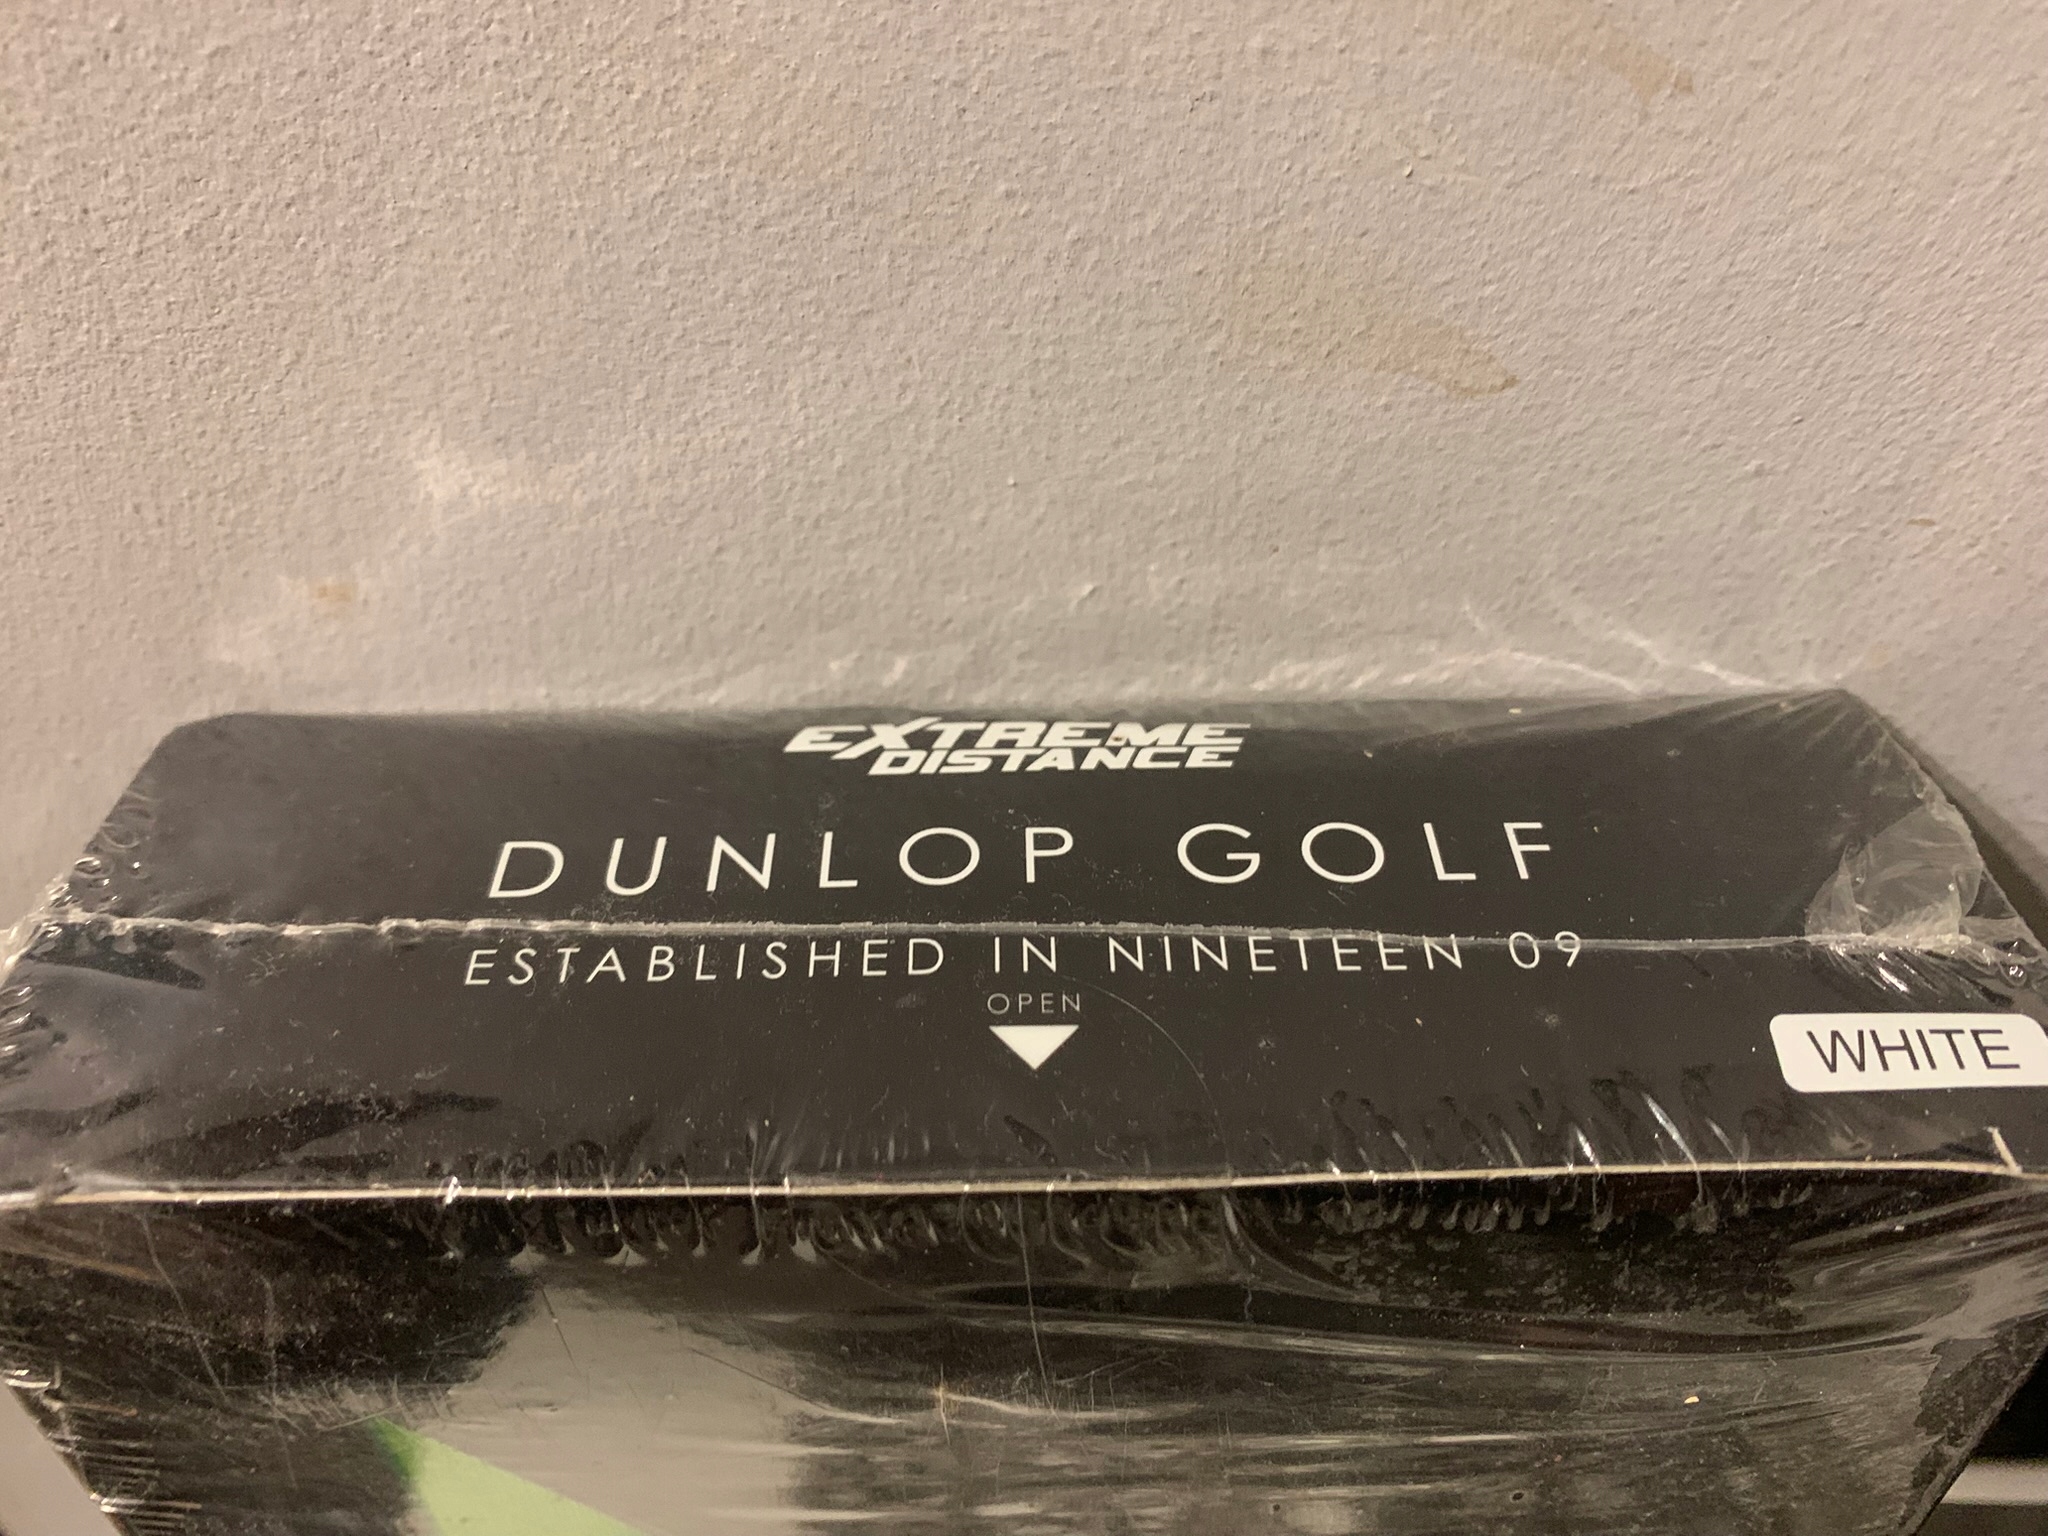 EXTREME
DISTANCE
DUNLOP GOLF
ESTABLISHED IN NINETEEN 09
OPEN
WHITE